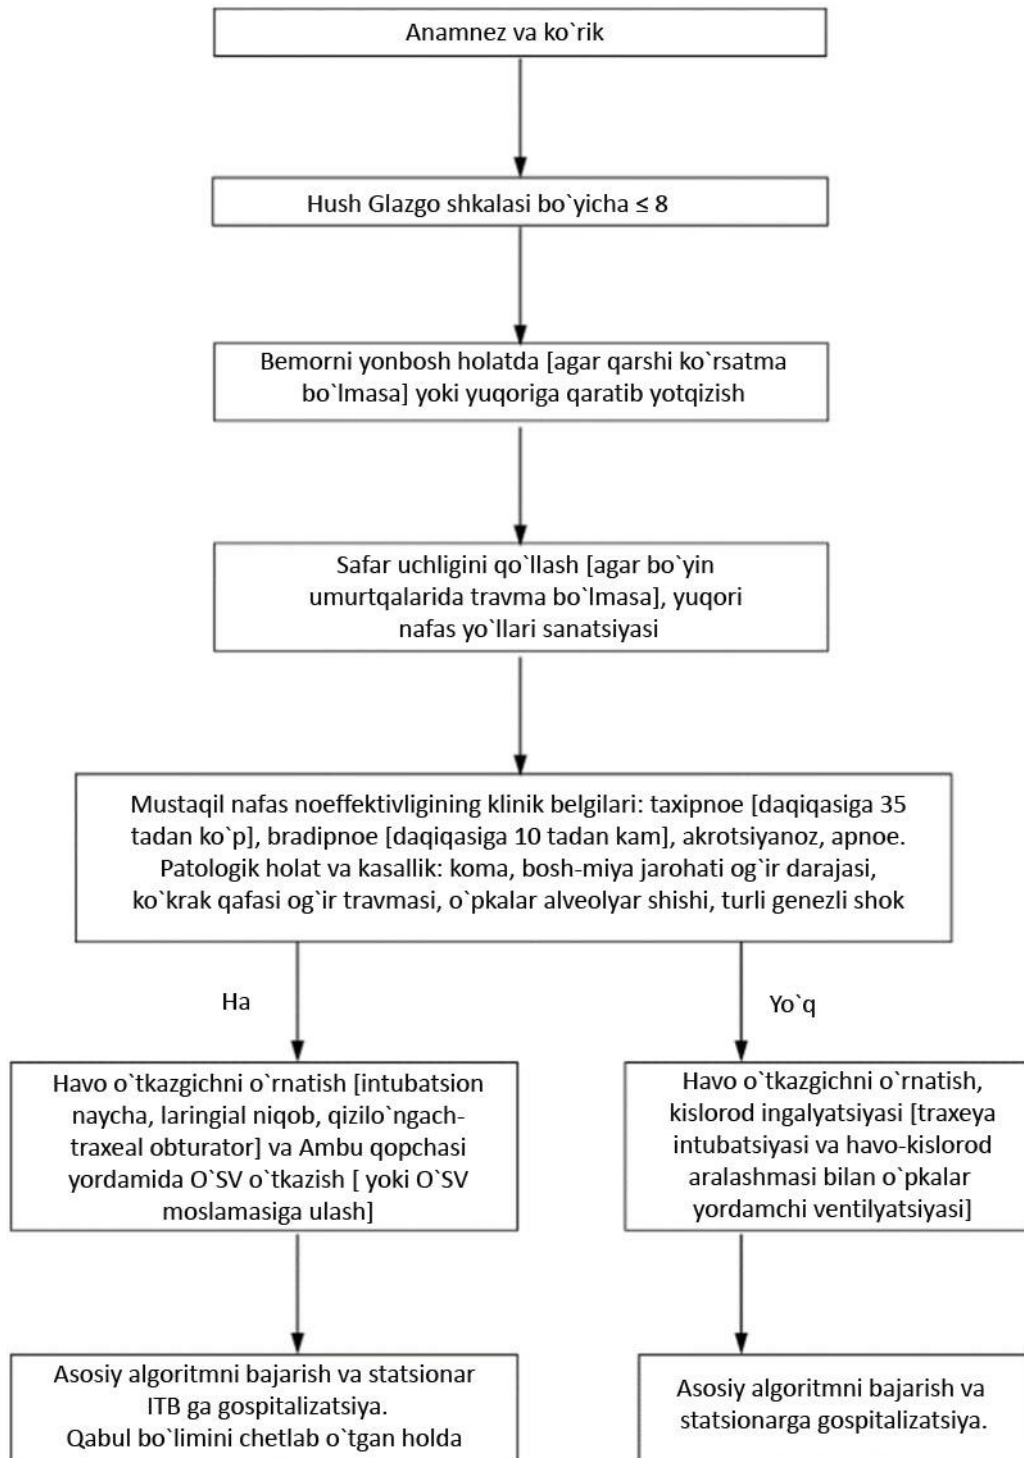 Anamnez va ko`rik
Hush Glazgo shkalasi bo`yicha ≤ 8
Bemorni yonbosh holatda [agar qarshi ko`rsatma
bo`lmasa] yoki yuqoriga qaratib yotqizish
Safar uchligini qo`llash [agar bo`yin
umurtqalarida travma bo`lmasa], yuqori
nafas yo`llari sanatsiyasi
Mustaqil nafas noeffektivligining klinik belgilari: taxipnoe [daqiqasiga 35
tadan ko`p], bradipnoe [daqiqasiga 10 tadan kam], akrotsiyanoz, apnoe.
Patologik holat va kasallik: koma, bosh-miya jarohati og`ir darajasi,
ko`krak qafasi og`ir travmasi, o`pkalar alveolyar shishi, turli genezli shok
Ha
Yo`q
Havo o`tkazgichni o`rnatish [intubatsion
naycha, laringial niqob, qizilo`ngach-
traxeal obturator] va Ambu qopchasi
yordamida O`SV o`tkazish [ yoki O`SV
moslamasiga ulash]
Havo o`tkazgichni o`rnatish,
kislorod ingalyatsiyasi [traxeya
intubatsiyasi va havo-kislorod
aralashmasi bilan o`pkalar
yordamchi ventilyatsiyasi]
Asosiy algoritmni bajarish va statsionar
ITB ga gospitalizatsiya.
Qabul bo`limini chetlab o`tgan holda
Asosiy algoritmni bajarish va
statsionarga gospitalizatsiya.